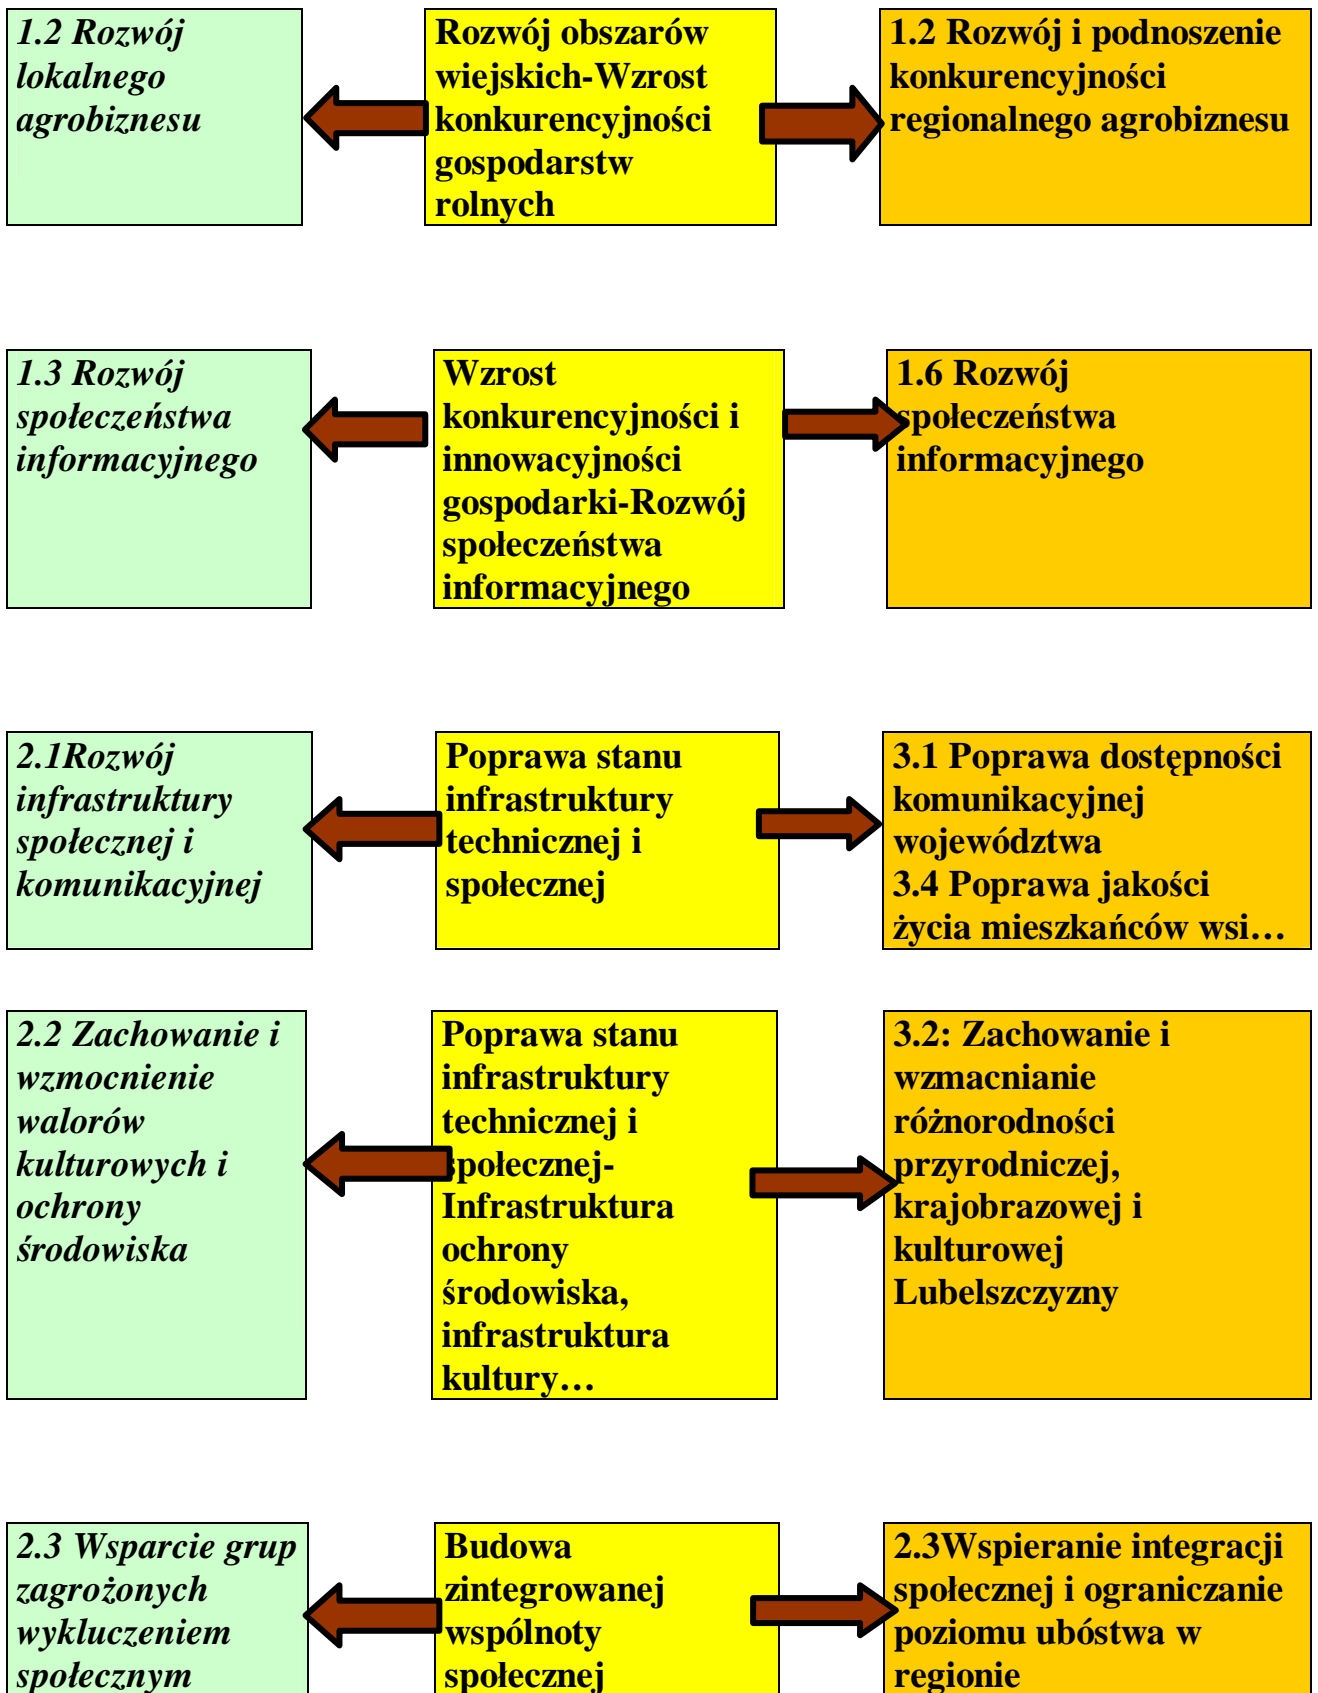 1.2 Rozwój
lokalnego
agrobiznesu
Rozwój obszarów
wiejskich-Wzrost
konkurencyjności
gospodarstw
rolnych
1.2 Rozwój i podnoszenie
konkurencyjności
regionalnego agrobiznesu
1.3 Rozwój
społeczeństwa
informacyjnego
Wzrost
konkurencyjności i
innowacyjności
gospodarki-Rozwój
społeczeństwa
informacyjnego
1.6 Rozwój
społeczeństwa
informacyjnego
2.1Rozwój
infrastruktury
społecznej i
komunikacyjnej
Poprawa stanu
infrastruktury
technicznej i
społecznej
3.1 Poprawa dostępności
komunikacyjnej
województwa
3.4 Poprawa jakości
życia mieszkańców wsi…
2.2 Zachowanie i
wzmocnienie
walorów
kulturowych i
ochrony
środowiska
Poprawa stanu
infrastruktury
technicznej i
społecznej-
Infrastruktura
ochrony
środowiska,
infrastruktura
kultury…
3.2: Zachowanie i
wzmacnianie
różnorodności
przyrodniczej,
krajobrazowej i
kulturowej
Lubelszczyzny
2.3 Wsparcie grup
zagrożonych
wykluczeniem
społecznym
Budowa
zintegrowanej
wspólnoty
społecznej
2.3Wspieranie integracji
społecznej i ograniczanie
poziomu ubóstwa w
regionie